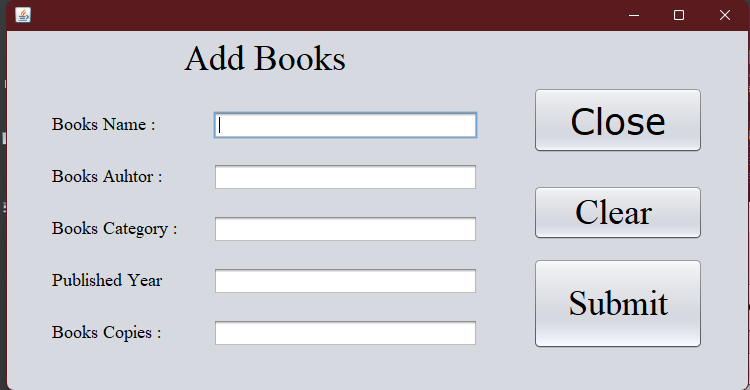 Add Books
Books Name :
Books Auhtor :
Books Category :
Published Year
Books Copies :
Close
Clear
Submit